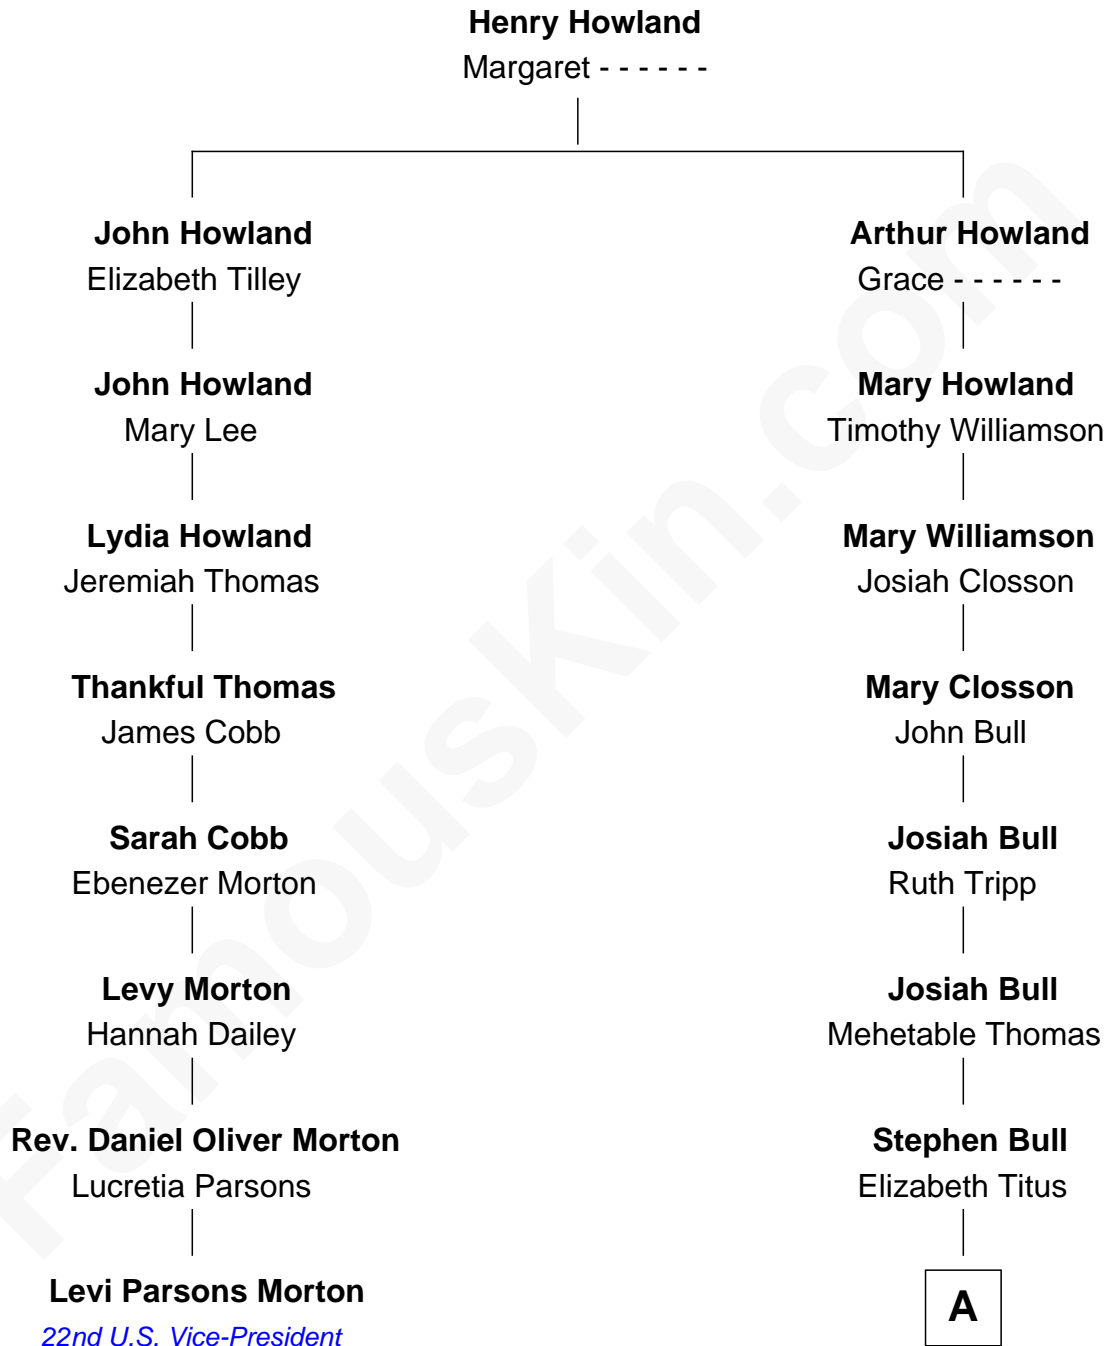 Henry Howland
Margaret - - - - - -
John Howland
Elizabeth Tilley
Arthur Howland
Grace - - - - - -
John Howland
Mary Lee
Mary Howland
Timothy Williamson
Lydia Howland
Jeremiah Thomas
Mary Williamson
Josiah Closson
Thankful Thomas
James Cobb
Mary Closson
John Bull
Sarah Cobb
Ebenezer Morton
Josiah Bull
Ruth Tripp
Levy Morton
Hannah Dailey
Josiah Bull
Mehetable Thomas
Rev. Daniel Oliver Morton
Lucretia Parsons
Stephen Bull
Elizabeth Titus
Levi Parsons Morton
22nd U.S. Vice-President
A
FamousKin.com